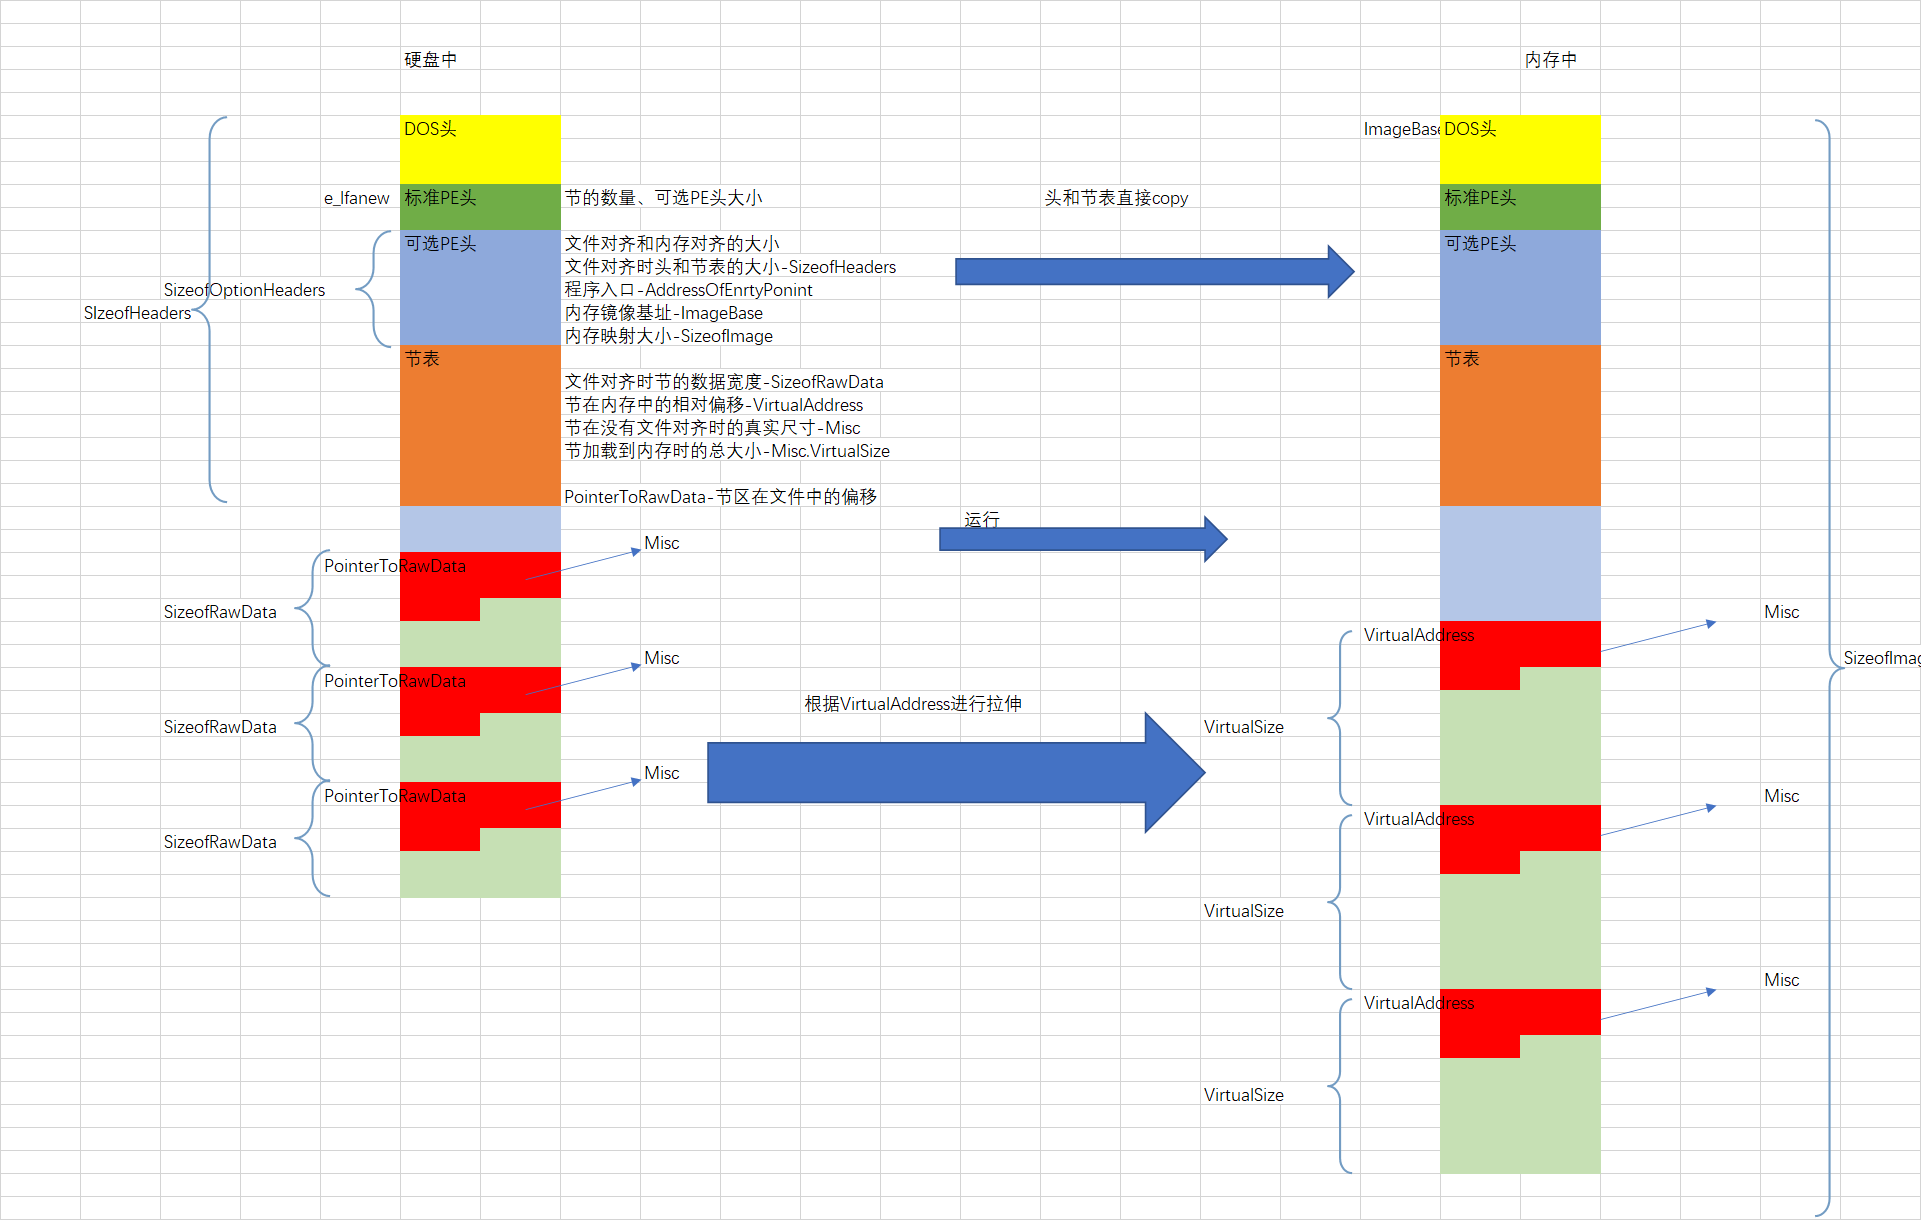 硬盘中
内存中
DOS头
ImageBase
DOS头
e_lfanew
标准PE头
节的数量、可选PE头大小
头和节表直接copy
标准PE头
可选PE头
文件对齐和内存对齐的大小
可选PE头
文件对齐时头和节表的大小-SizeofHeaders
SizeofOptionHeaders
程序入口-AddressOfEnrtyPonint
SIzeofHeaders
内存镜像基址-ImageBase
内存映射大小-SizeofImage
节表
节表
文件对齐时节的数据宽度-SizeofRawData
节在内存中的相对偏移-VirtualAddress
节在没有文件对齐时的真实尺寸-Misc
节加载到内存时的总大小-Misc.VirtualSize
PointerToRawData-节区在文件中的偏移
运行
Misc
PointerToRawData
SizeofRawData
Misc
VirtualAddress
Misc
SizeofImag
PointerToRawData
根据VirtualAddress进行拉伸
SizeofRawData
VirtualSize
Misc
PointerToRawData
Misc
VirtualAddress
SizeofRawData
VirtualSize
Misc
VirtualAddress
VirtualSize